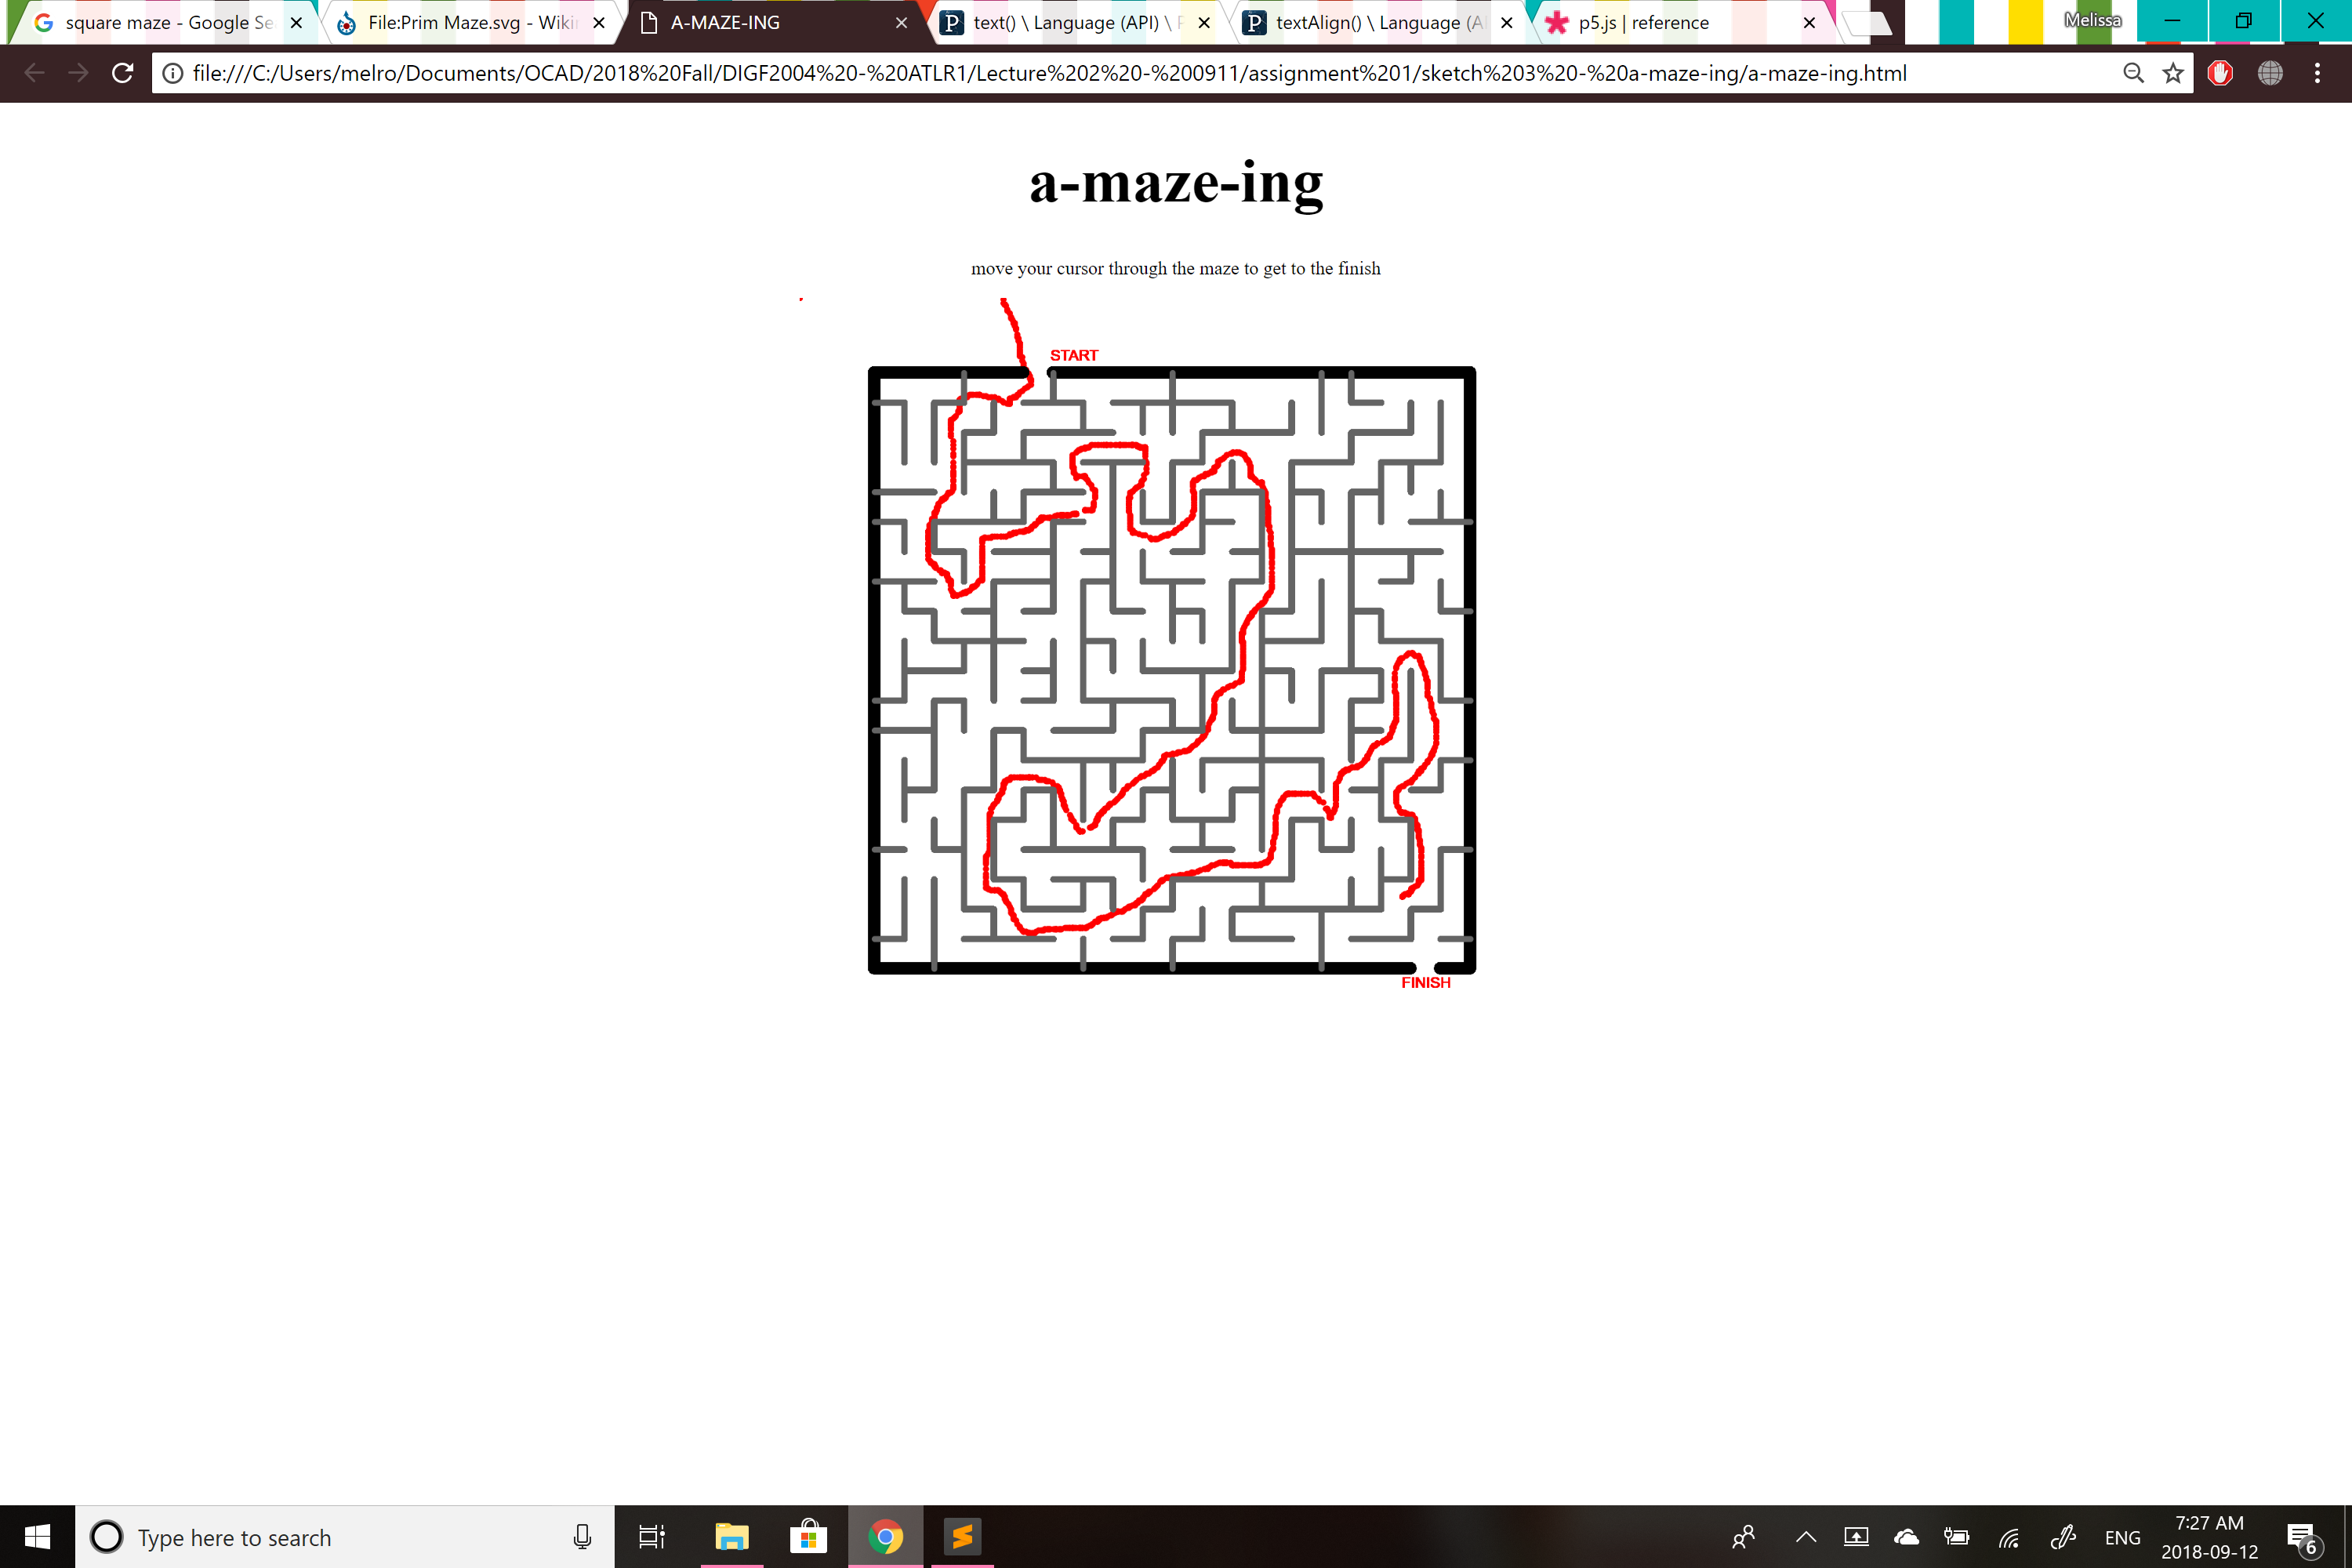 square maze - Google Se
File:Prim Maze.svg - Wiki
A-MAZE-ING
text() \ Language (API) \
textAlign() \ Language (A
p5.js | reference
Melissa
file:///C:/Users/melro/Documents/OCAD/2018%20Fall/DIGF2004%20-%20ATLR1/Lecture%202%20-%200911/assignment%201/sketch%203%20-%20a-maze-ing/a-maze-ing.html
a-maze-ing
move your cursor through the maze to get to the finish
START
FINISH
Type here to search
ENG
7:27 AM
2018-09-12
6